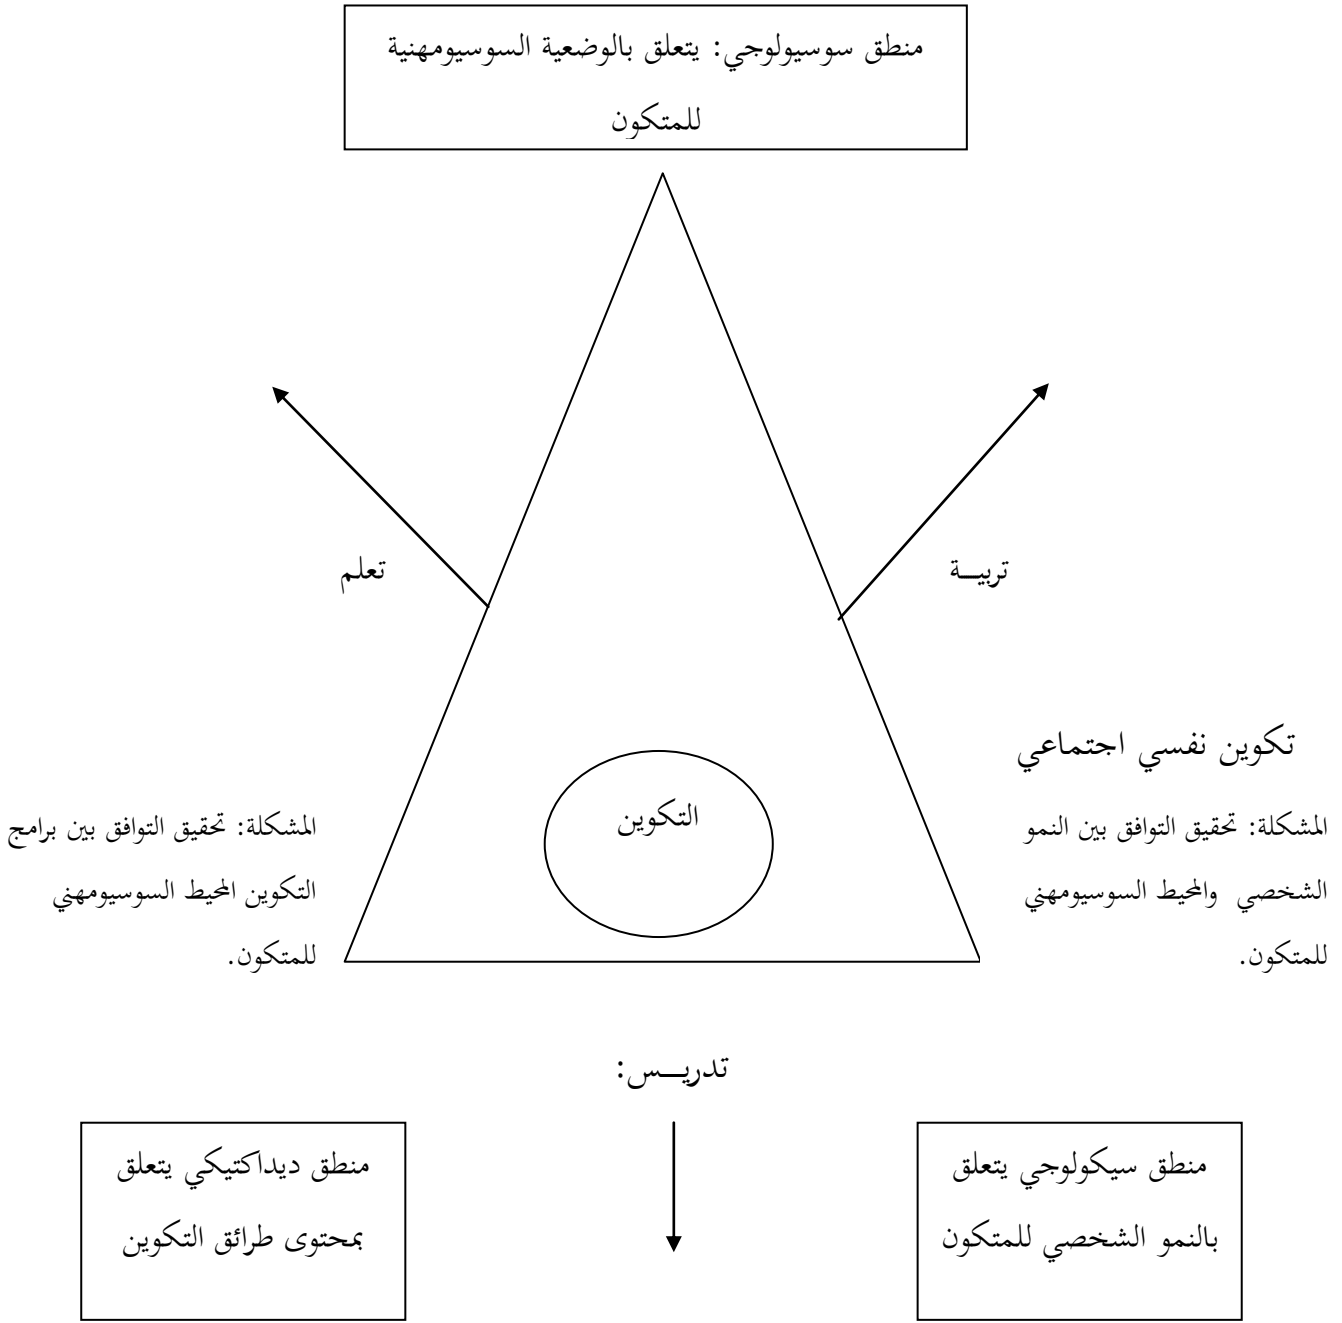 منطق سوسيولوجي: يتعلق بالوضعية السوسيومهنية
للمتكون
تربيــة
تعلم
تكوين نفسي اجتماعي
المشكلة: تحقيق التوافق بين النمو
الشخصي والمحيط السوسيومهني
للمتكون.
التكوين
المشكلة: تحقيق التوافق بين برامج
التكوين المحيط السوسيومهني
للمتكون.
تدريــس:
منطق سيكولوجي يتعلق
بالنمو الشخصي للمتكون
منطق ديداكتيكي يتعلق
بمحتوى طرائق التكوين